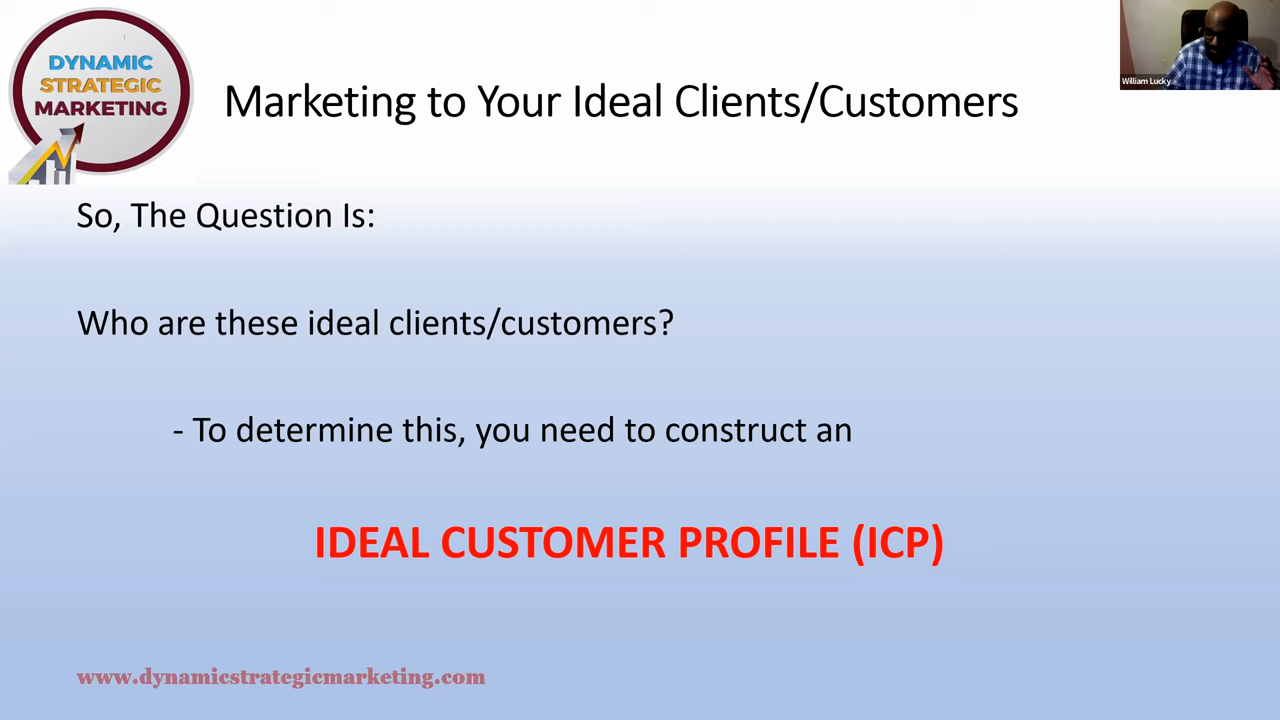 DYNAMIC
STRATEGIC
MARKETING
Marketing to Your Ideal Clients/Customers
William Lucky
So, The Question Is:
Who are these ideal clients/customers?
- To determine this, you need to construct an
IDEAL CUSTOMER PROFILE (ICP)
www.dynamicstrategicmarketing.com